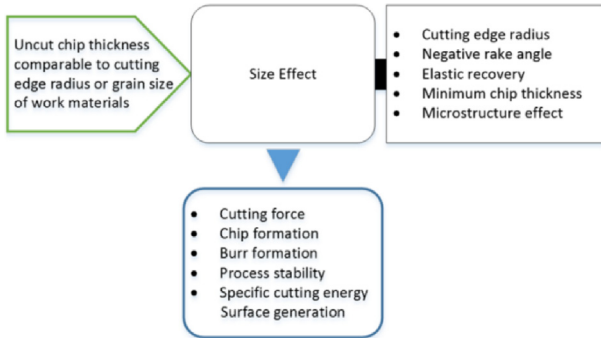 Uncut chip thickness
comparable to cutting
edge radius or grain size
of work materials
Size Effect
• Cutting edge radius
• Negative rake angle
• Elastic recovery
• Minimum chip thickness
• Microstructure effect
• Cutting force
• Chip formation
• Burr formation
• Process stability
• Specific cutting energy
Surface generation